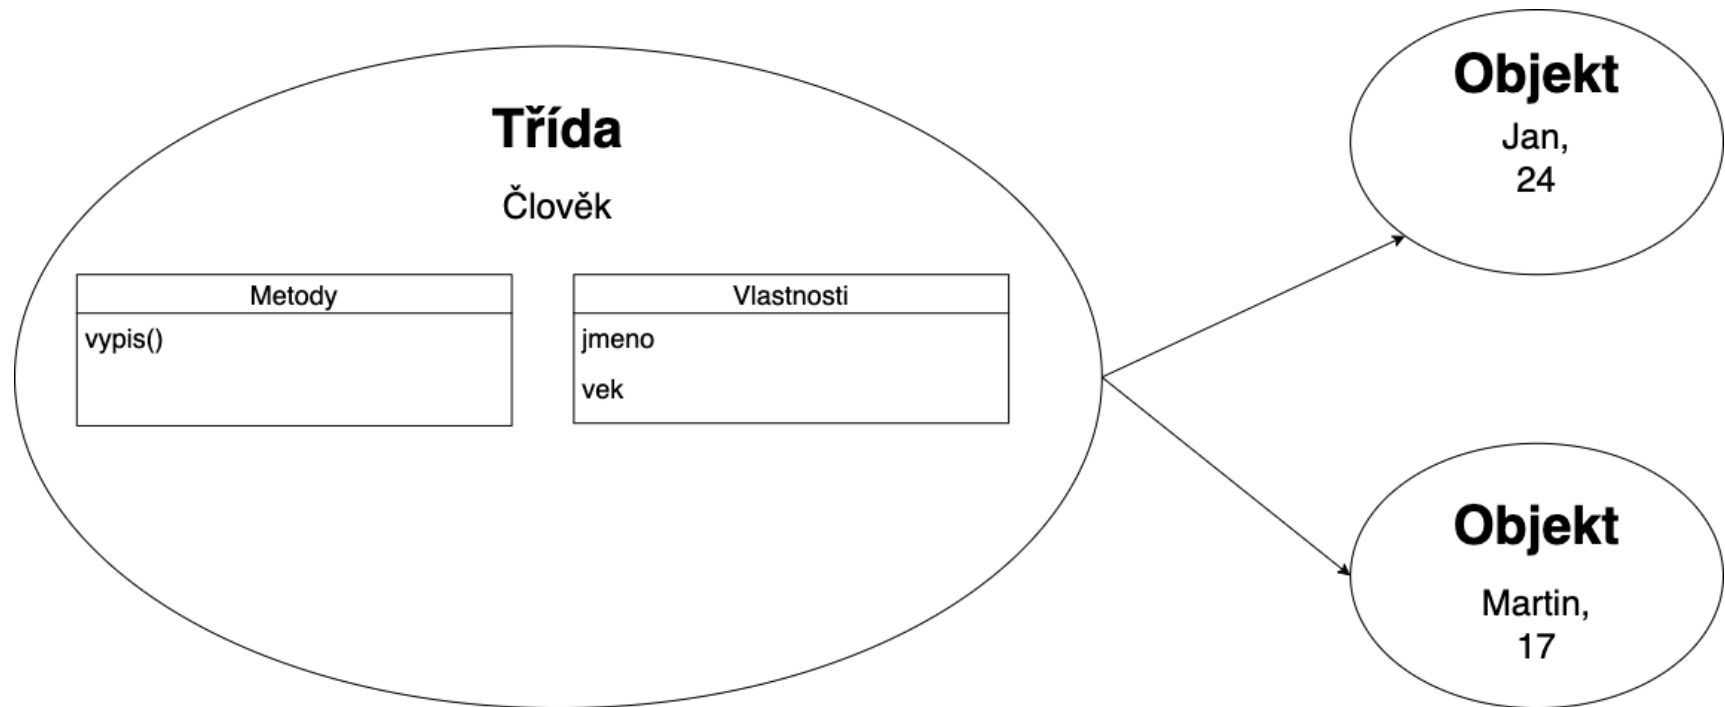 Třída
Člověk
Metody
vypis()
Vlastnosti
jmeno
vek
Objekt
Jan,
24
Objekt
Martin,
17